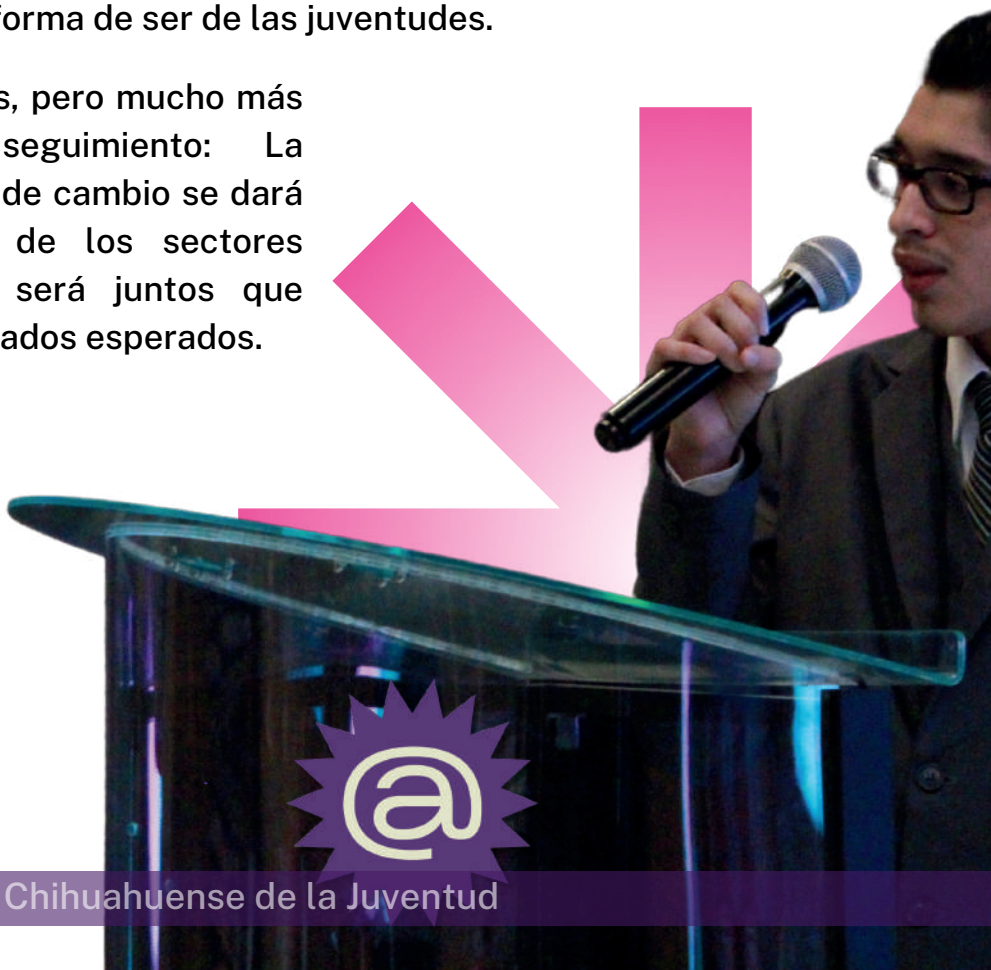 forma de ser de las juventudes.
s, pero mucho más
seguimiento: La
de cambio se dará
de los sectores
será juntos que
ados esperados.
@
Chihuahuense de la Juventud